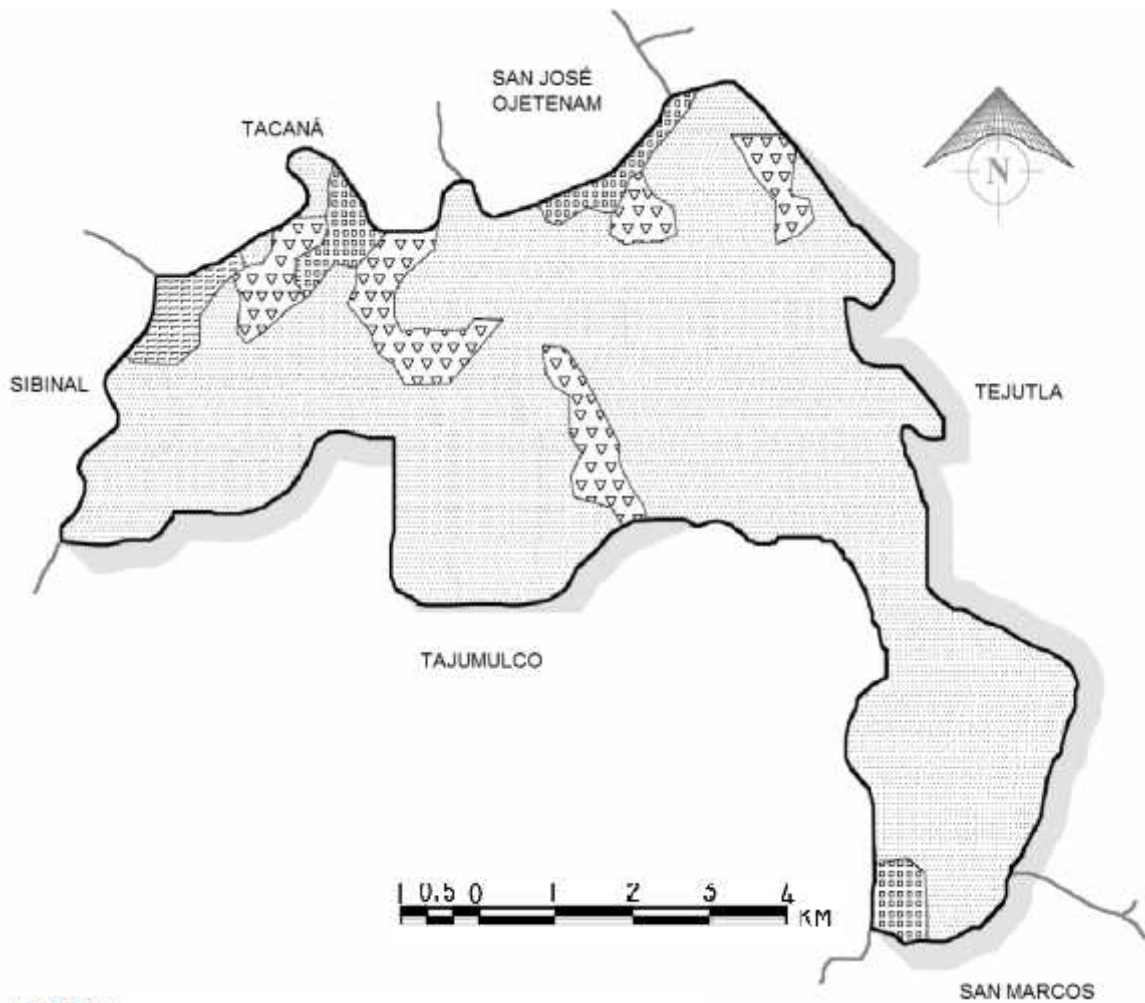 SAN JOSÉ
OJETENAM
TACANÁ
N
SIBINAL
TEJUTLA
TAJUMULCO
1 0,5 0 1 2 3 4
KM
SAN MARCOS